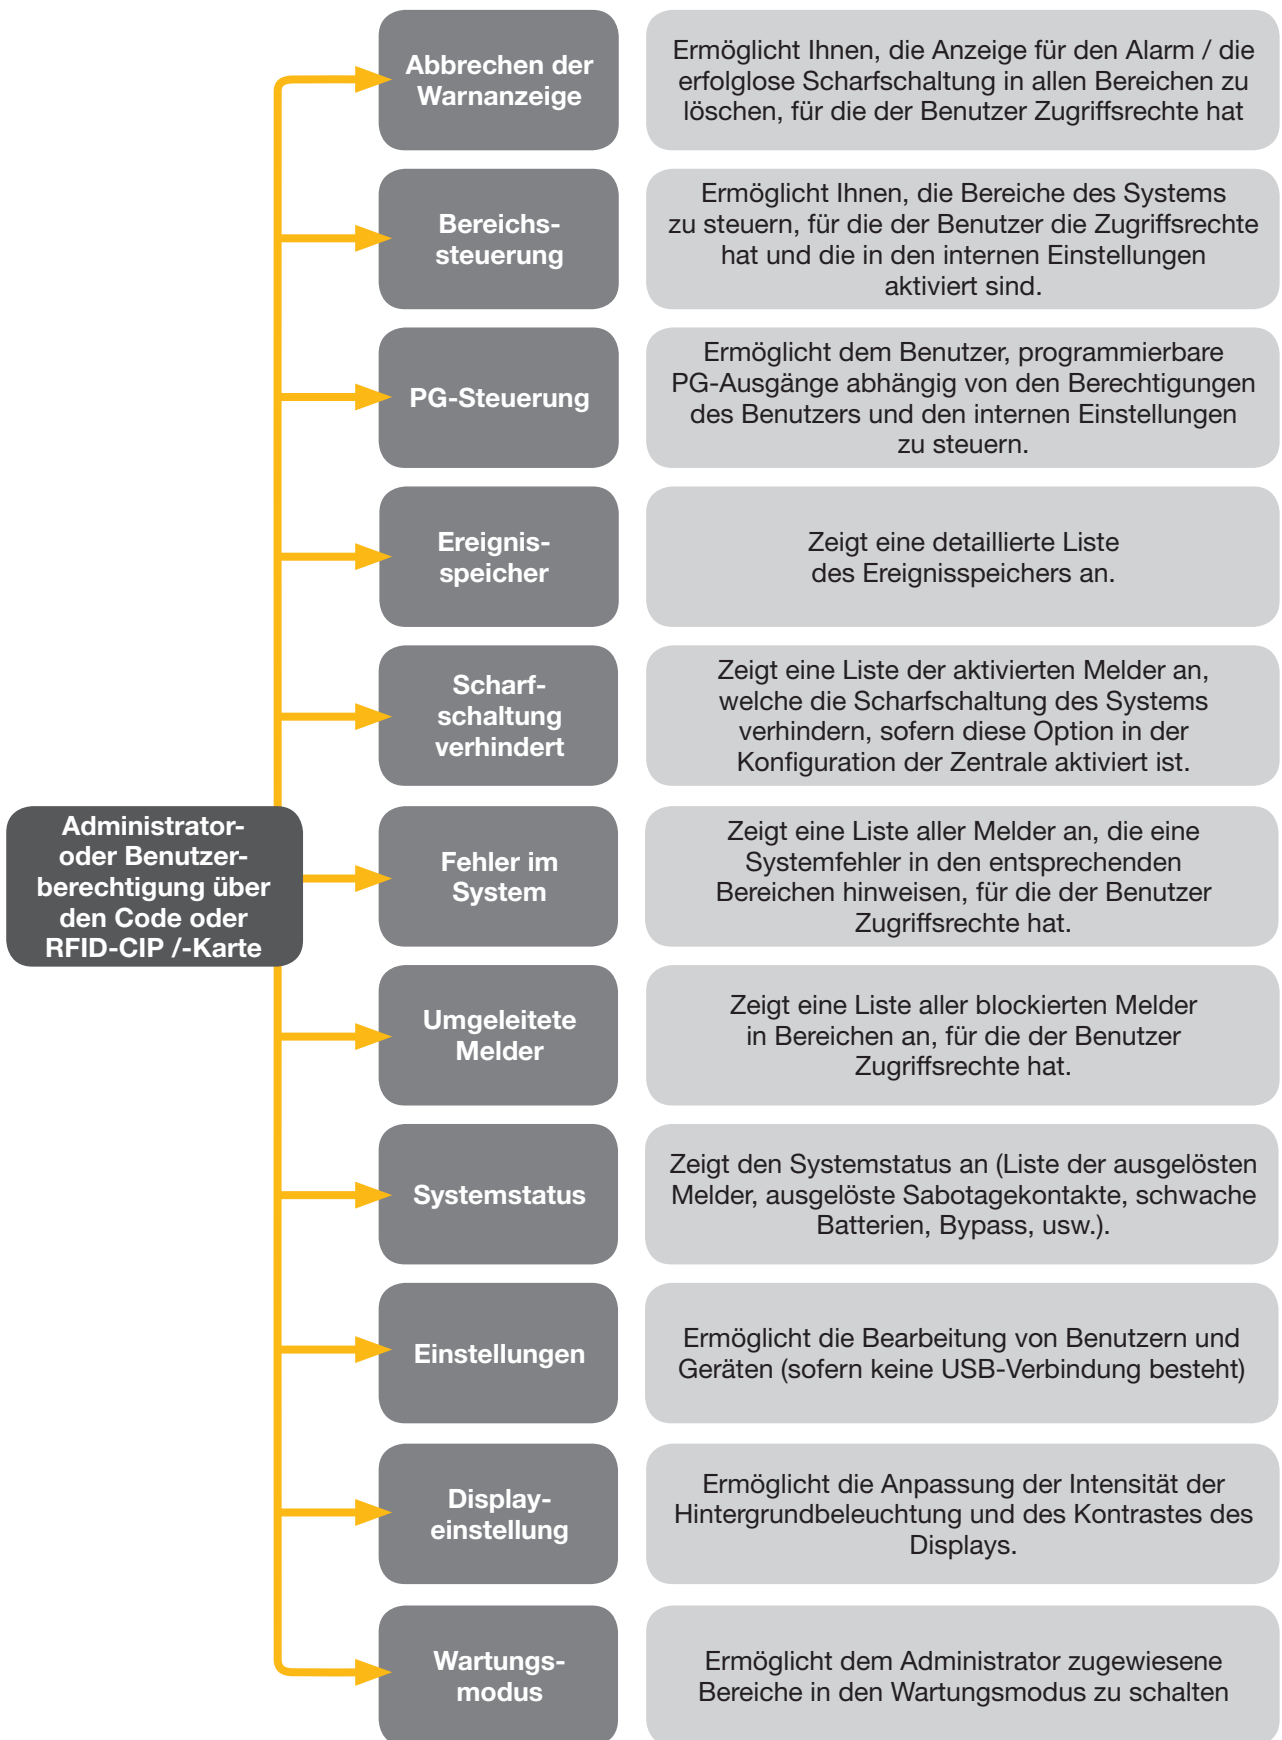 Abbrechen der
Warnanzeige
Ermöglicht Ihnen, die Anzeige für den Alarm / die
erfolglose Scharfschaltung in allen Bereichen zu
löschen, für die der Benutzer Zugriffsrechte hat
Bereichs-
steuerung
Ermöglicht Ihnen, die Bereiche des Systems
zu steuern, für die der Benutzer die Zugriffsrechte
hat und die in den internen Einstellungen
aktiviert sind.
PG-Steuerung
Ermöglicht dem Benutzer, programmierbare
PG-Ausgänge abhängig von den Berechtigungen
des Benutzers und den internen Einstellungen
zu steuern.
Ereignis-
speicher
Zeigt eine detaillierte Liste
des Ereignisspeichers an.
Scharf-
schaltung
verhindert
Zeigt eine Liste der aktivierten Melder an,
welche die Scharfschaltung des Systems
verhindern, sofern diese Option in der
Konfiguration der Zentrale aktiviert ist.
Administrator-
oder Benutzer-
berechtigung über
den Code oder
RFID-CIP /-Karte
Fehler im
System
Zeigt eine Liste aller Melder an, die eine
Systemfehler in den entsprechenden
Bereichen hinweisen, für die der Benutzer
Zugriffsrechte hat.
Umgeleitete
Melder
Zeigt eine Liste aller blockierten Melder
in Bereichen an, für die der Benutzer
Zugriffsrechte hat.
Systemstatus
Zeigt den Systemstatus an (Liste der ausgelösten
Melder, ausgelöste Sabotagekontakte, schwache
Batterien, Bypass, usw.).
Einstellungen
Ermöglicht die Bearbeitung von Benutzern und
Geräten (sofern keine USB-Verbindung besteht)
Display-
einstellung
Ermöglicht die Anpassung der Intensität der
Hintergrundbeleuchtung und des Kontrastes des
Displays.
Wartungs-
modus
Ermöglicht dem Administrator zugewiesene
Bereiche in den Wartungsmodus zu schalten